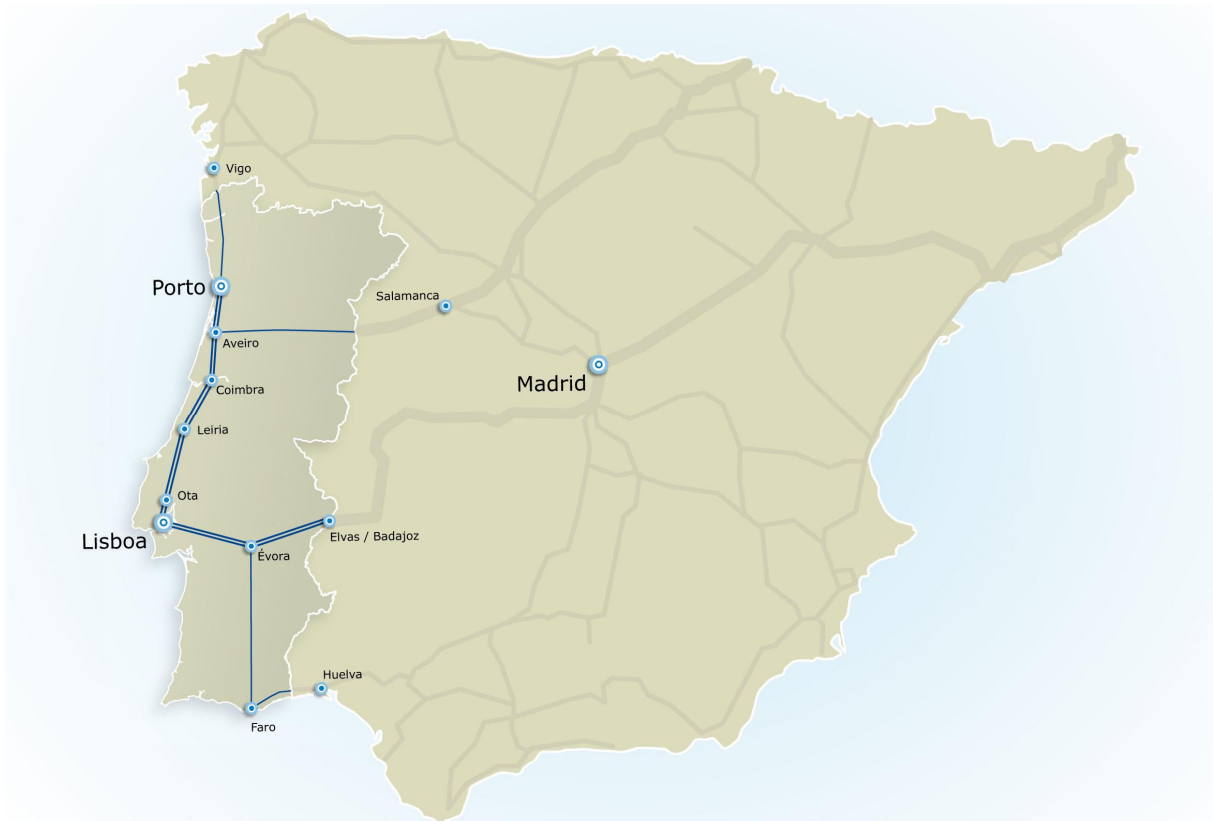 Vigo
Porto
Salamanca
Aveiro
Madrid
Coimbra
Leiria
Ota
Lisboa
Elvas / Badajoz
Évora
Huelva
Faro